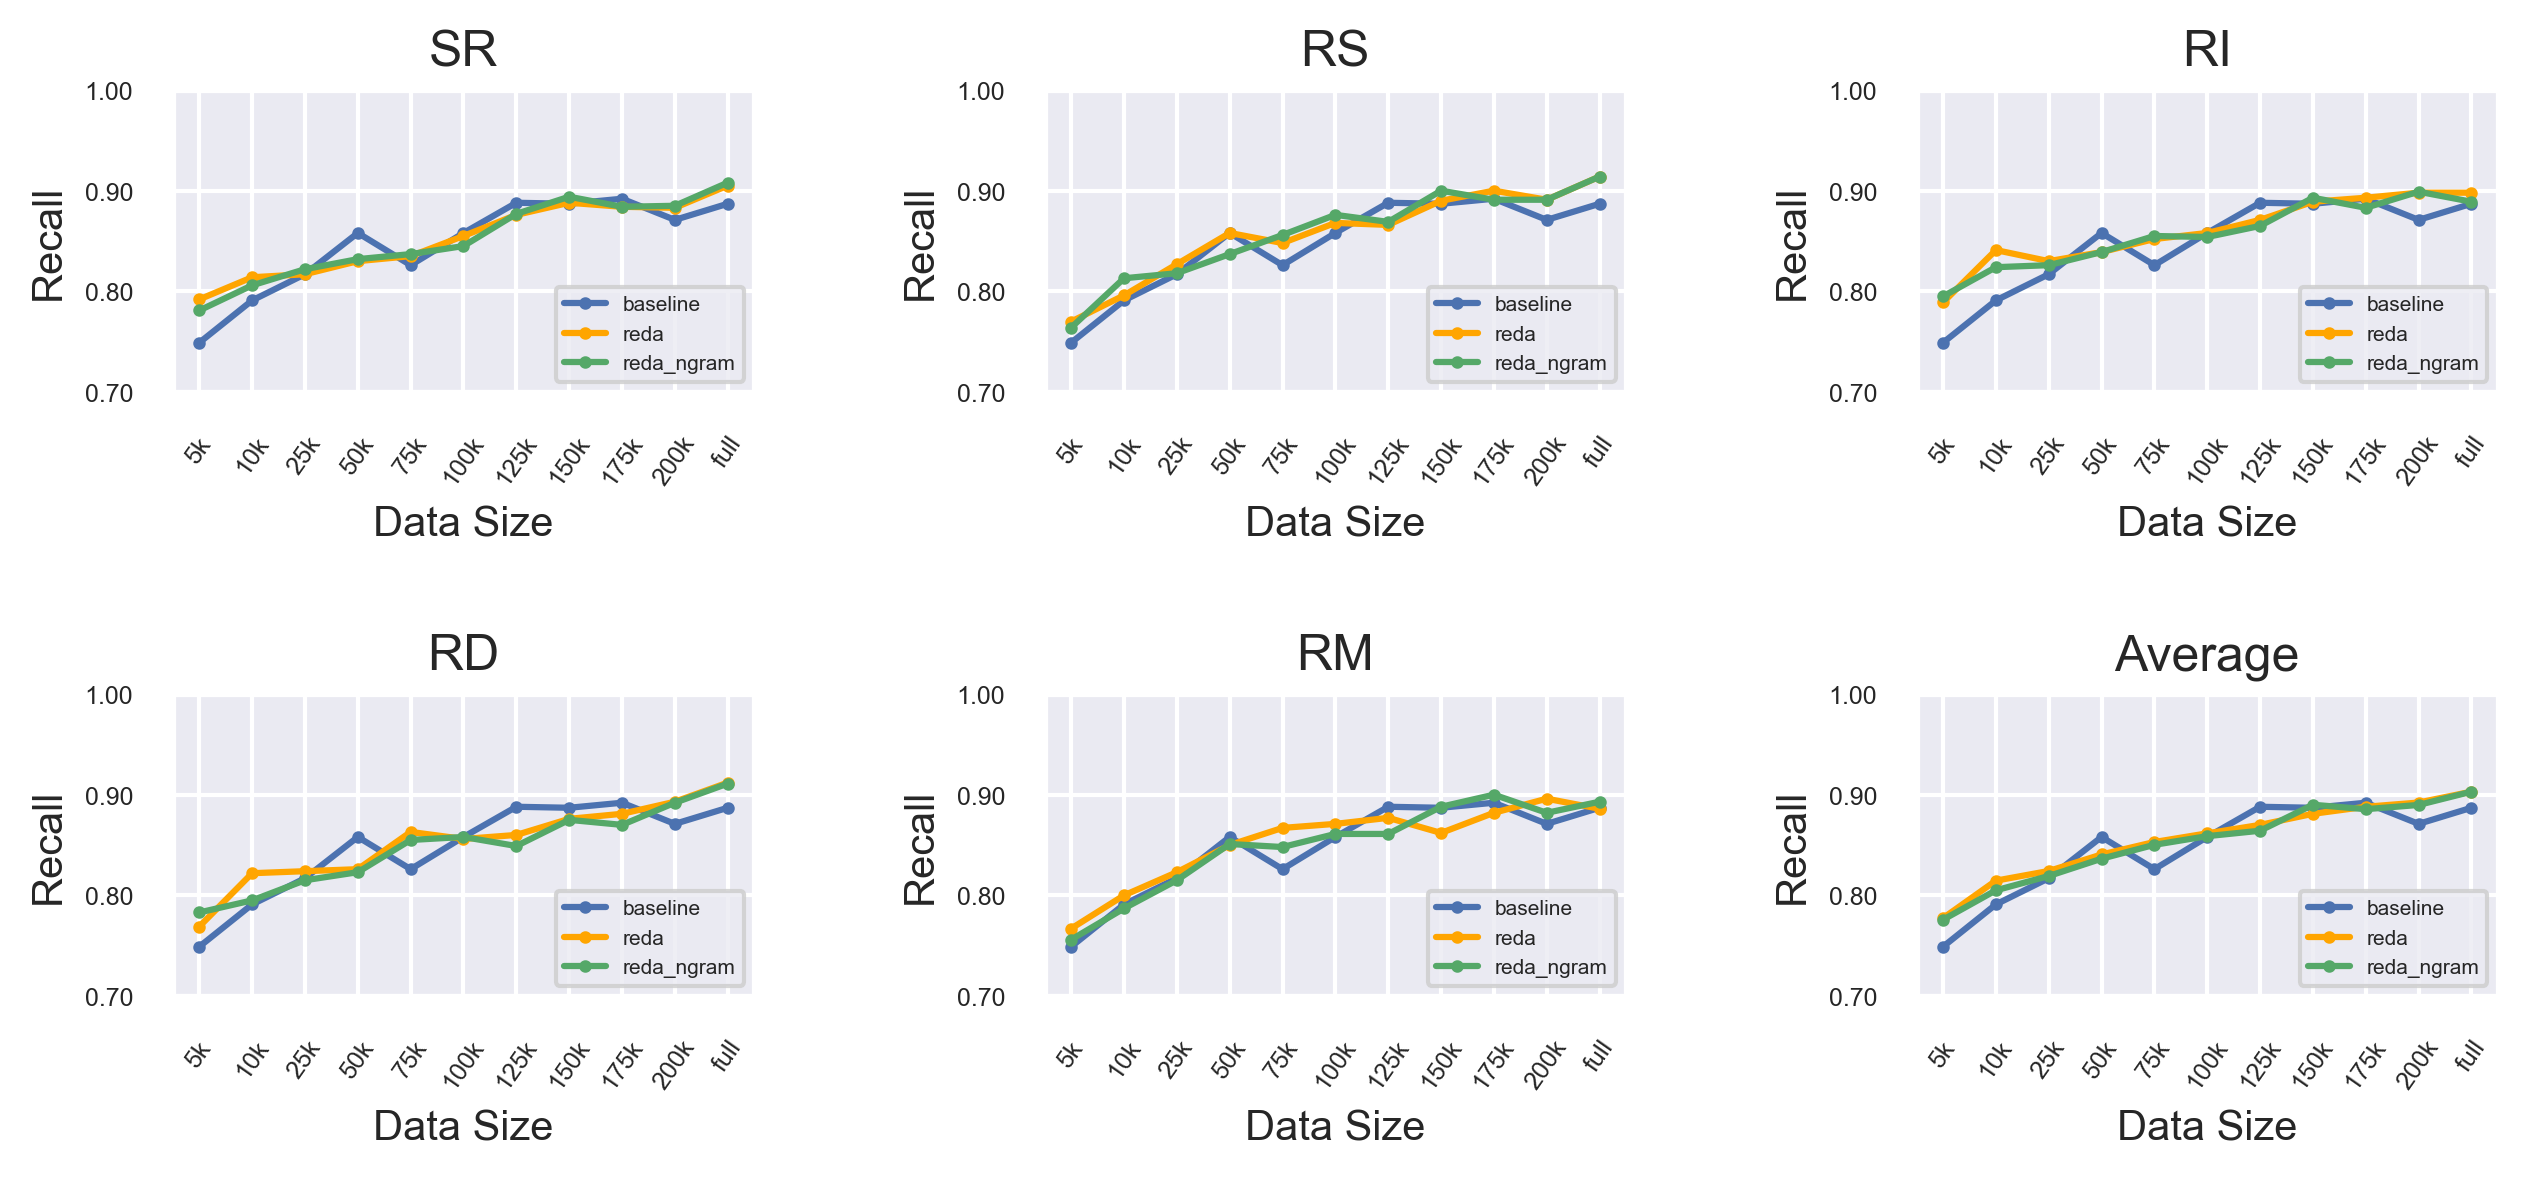 SR
Recall
1.00
0.90
0.80
0.70
baseline
reda
reda_ngram
5k 10k 25k 50k 75k 100k 125k 150k 175k 200k full
Data Size
RS
Recall
1.00
0.90
0.80
0.70
baseline
reda
reda_ngram
5k 10k 25k 50k 75k 100k 125k 150k 175k 200k full
Data Size
RI
Recall
1.00
0.90
0.80
0.70
baseline
reda
reda_ngram
5k 10k 25k 50k 75k 100k 125k 150k 175k 200k full
Data Size
RD
Recall
1.00
0.90
0.80
0.70
baseline
reda
reda_ngram
5k 10k 25k 50k 75k 100k 125k 150k 175k 200k full
Data Size
RM
Recall
1.00
0.90
0.80
0.70
baseline
reda
reda_ngram
5k 10k 25k 50k 75k 100k 125k 150k 175k 200k full
Data Size
Average
Recall
1.00
0.90
0.80
0.70
baseline
reda
reda_ngram
5k 10k 25k 50k 75k 100k 125k 150k 175k 200k full
Data Size